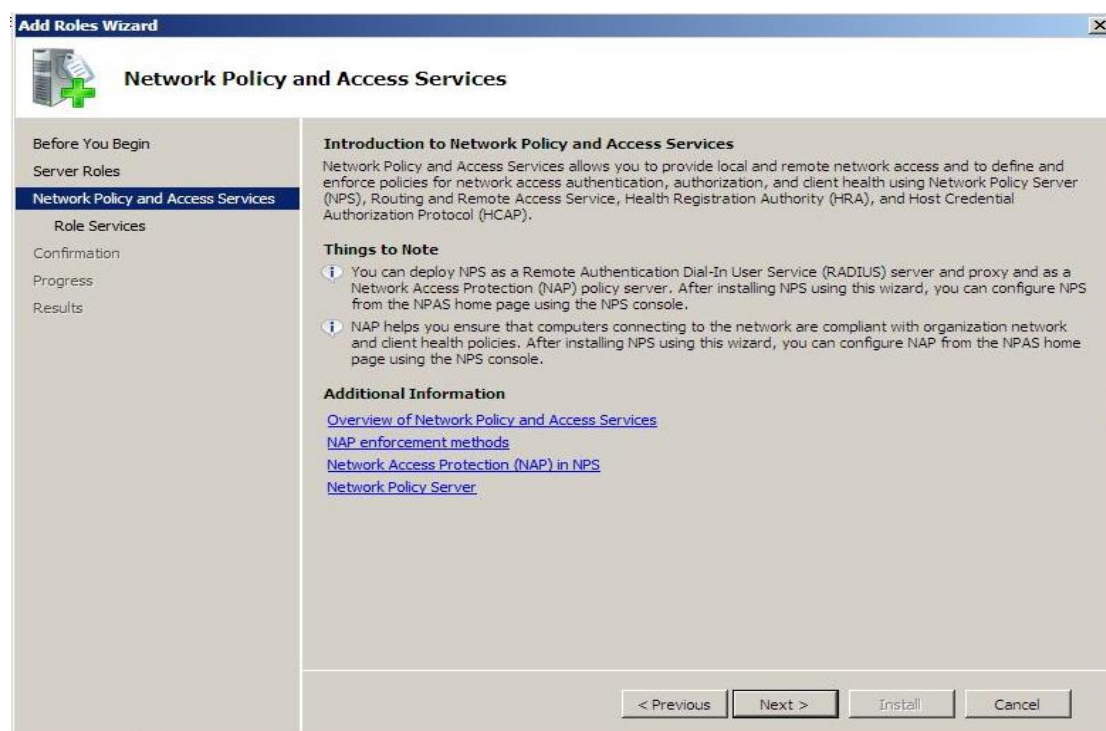 Add Roles Wizard
Network Policy and Access Services
Before You Begin
Server Roles
Network Policy and Access Services
Role Services
Confirmation
Progress
Results
Introduction to Network Policy and Access Services
Network Policy and Access Services allows you to provide local and remote network access and to define and
enforce policies for network access authentication, authorization, and client health using Network Policy Server
(NPS), Routing and Remote Access Service, Health Registration Authority (HRA), and Host Credential
Authorization Protocol (HCAP).
Things to Note
You can deploy NPS as a Remote Authentication Dial-In User Service (RADIUS) server and proxy and as a
Network Access Protection (NAP) policy server. After installing NPS using this wizard, you can configure NPS
from the NPAS home page using the NPS console.
NAP helps you ensure that computers connecting to the network are compliant with organization network
and client health policies. After installing NPS using this wizard, you can configure NAP from the NPAS home
page using the NPS console.
Additional Information
Overview of Network Policy and Access Services
NAP enforcement methods
Network Access Protection (NAP) in NPS
Network Policy Server
< Previous
Next >
Install
Cancel